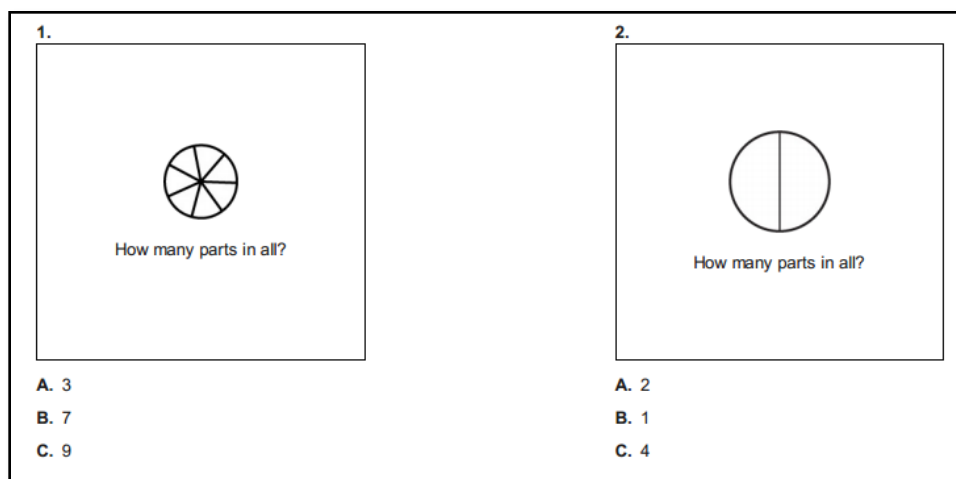 1.
How many parts in all?
A. 3
B. 7
C. 9
2.
How many parts in all?
A. 2
B. 1
C. 4